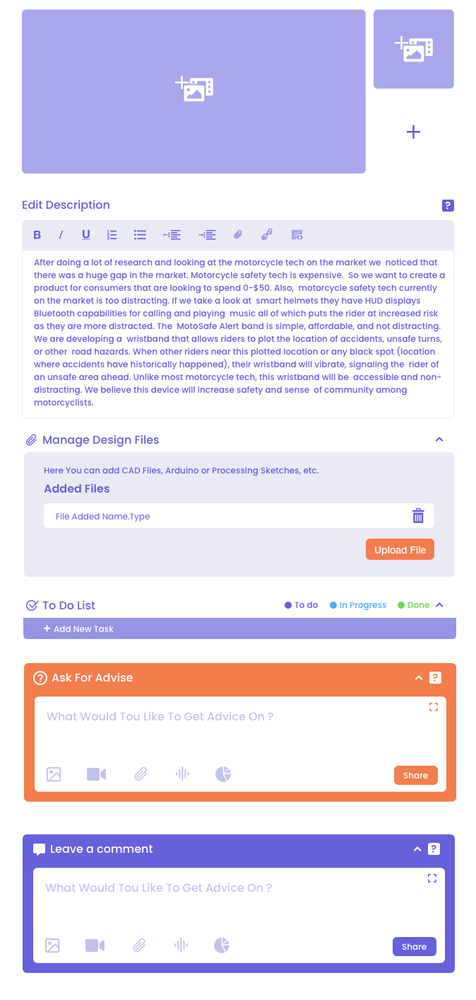 Edit Description
?
B I U
After doing a lot of research and looking at the motorcycle tech on the market we  noticed that
there was a huge gap in the market. Motorcycle safety tech is expensive.  So we want to create a
product for consumers that are looking to spend 0-$50. Also,  motorcycle safety tech currently
on the market is too distracting. If we take a look at  smart helmets they have HUD displays
Bluetooth capabilities for calling and playing  music all of which puts the rider at increased risk
as they are more distracted. The  MotoSafe Alert band is simple, affordable, and not distracting.
We are developing a  wristband that allows riders to plot the location of accidents, unsafe turns,
or other  road hazards. When other riders near this plotted location or any black spot (location
where accidents have historically happened), their wristband will vibrate, signaling the  rider of
an unsafe area ahead. Unlike most motorcycle tech, this wristband will be  accessible and non-
distracting. We believe this device will increase safety and sense  of community among
motorcyclists.
Manage Design Files
Here You can add CAD Files, Arduino or Processing Sketches, etc.
Added Files
File Added Name.Type
Upload File
To Do List
To do
In Progress
Done
+ Add New Task
? Ask For Advise
?
What Would Tou Like To Get Advice On ?
Share
Leave a comment
?
What Would Tou Like To Get Advice On ?
Share